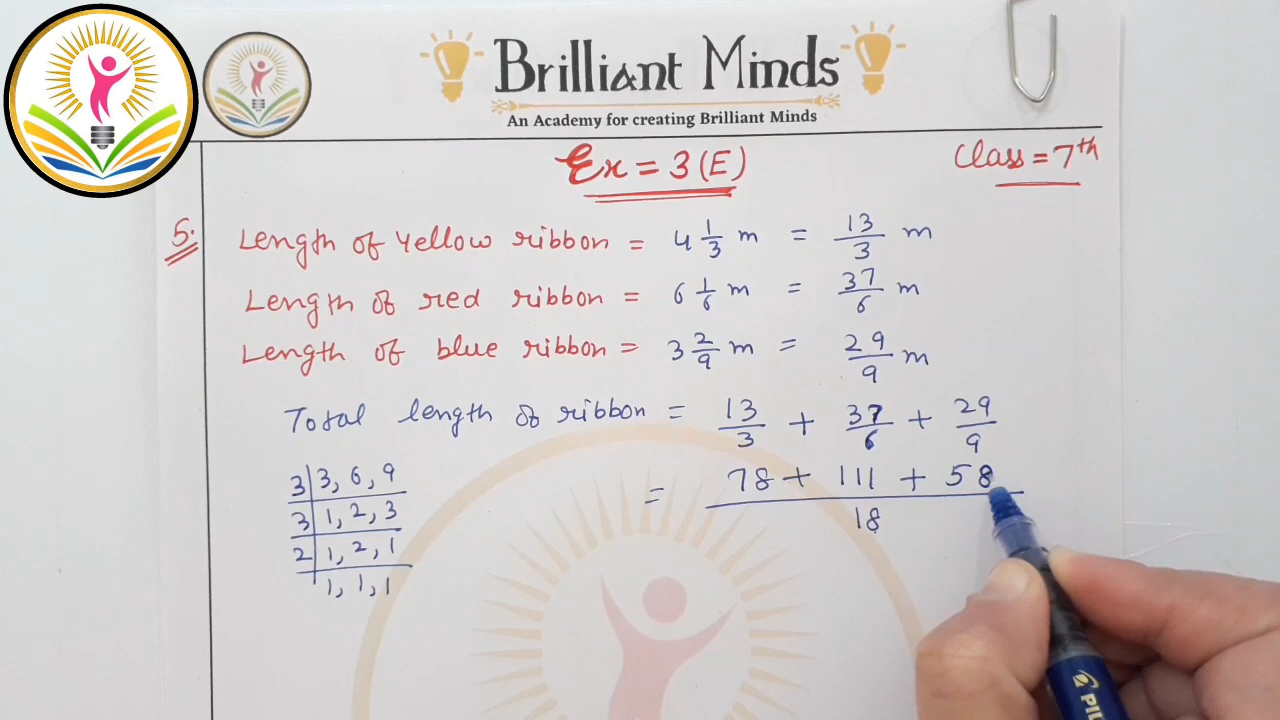 Brilliant Minds
An Academy for creating Brilliant Minds
Ex = 3(E)
Class = 7th
5. Length of Yellow ribbon = 4 1/3 m = 13/3 m
Length of red ribbon = 6 1/6 m = 37/6 m
Length of blue ribbon = 3 2/9 m = 29/9 m
Total length of ribbon = 13/3 + 37/6 + 29/9
3 | 3, 6, 9
= 78 + 111 + 58 / 18
3 | 1, 2, 3
2 | 1, 2, 1
1, 1, 1